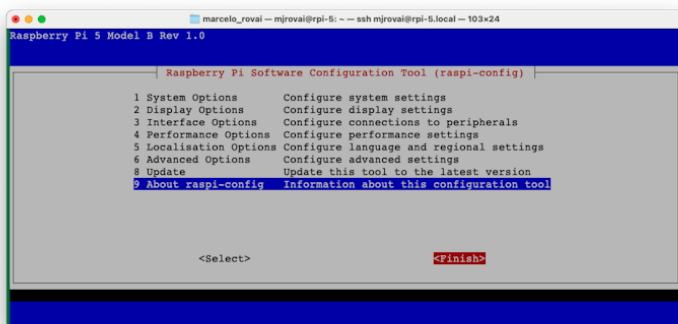 marcelo_rovai — mjrovai@rpi-5: ~ — ssh mjrovai@rpi-5.local — 103×24
Raspberry Pi 5 Model B Rev 1.0
Raspberry Pi Software Configuration Tool (raspi-config)
1 System Options Configure system settings
2 Display Options Configure display settings
3 Interface Options Configure connections to peripherals
4 Performance Options Configure performance settings
5 Localisation Options Configure language and regional settings
6 Advanced Options Configure advanced settings
8 Update Update this tool to the latest version
9 About raspi-config Information about this configuration tool
<Select> <Finish>